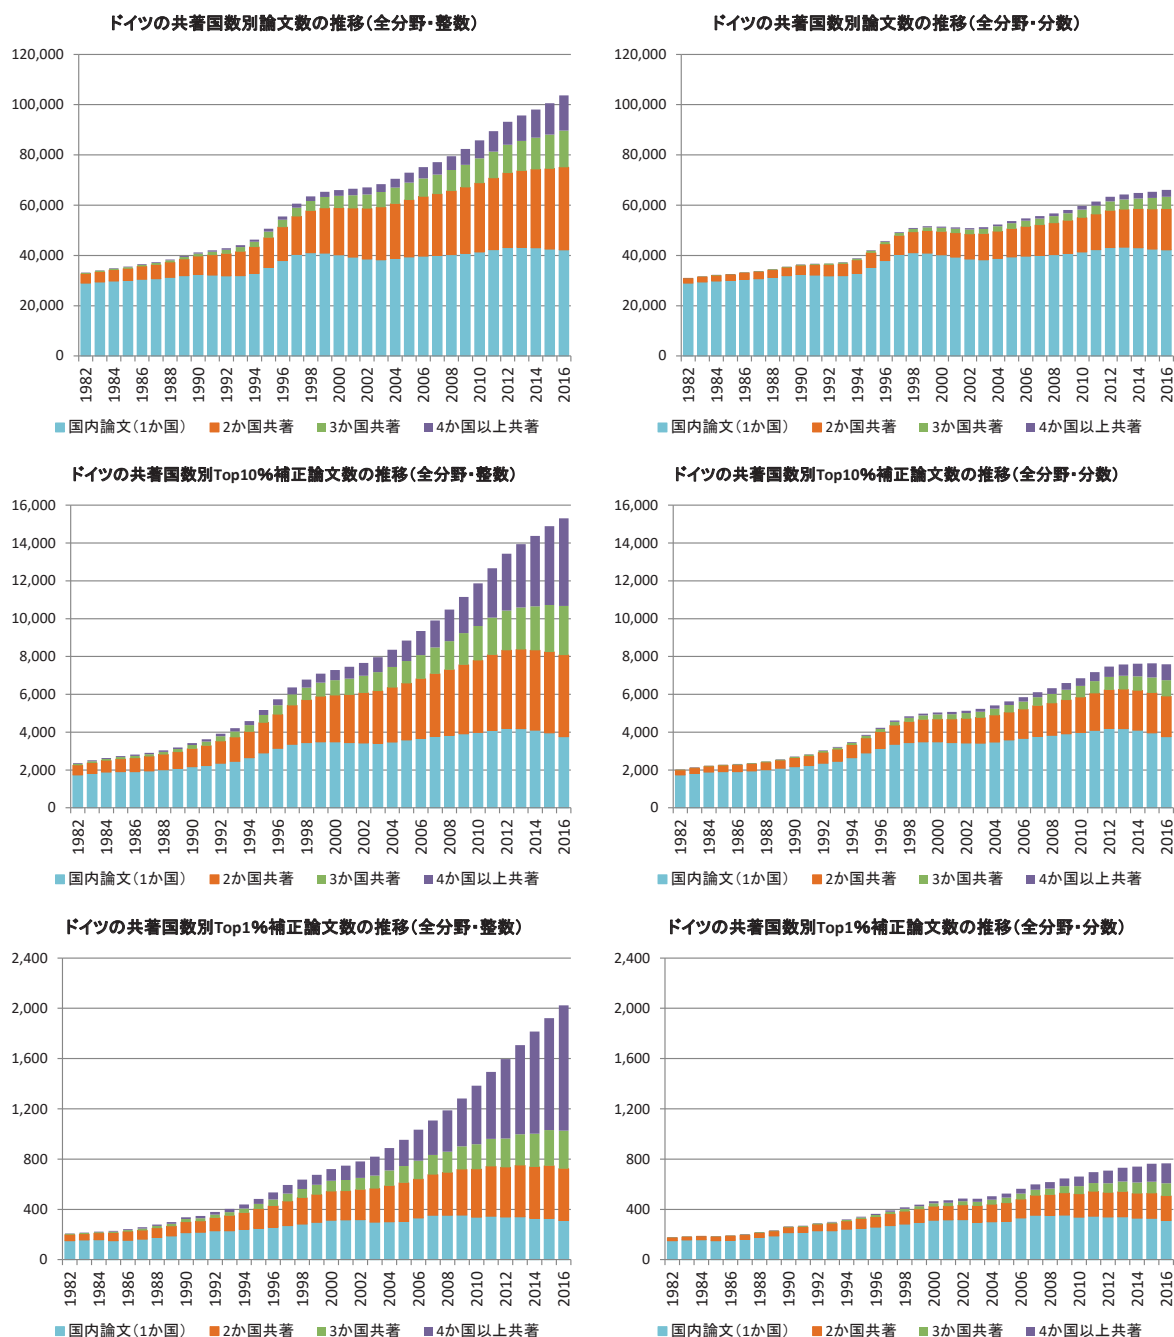 ドイツの共著国数別論文数の推移(全分野・整数)
120,000
100,000
80,000
60,000
40,000
20,000
0
1982 1984 1986 1988 1990 1992 1994 1996 1998 2000 2002 2004 2006 2008 2010 2012 2014 2016
国内論文(1か国) 2か国共著 3か国共著 4か国以上共著
ドイツの共著国数別論文数の推移(全分野・分数)
120,000
100,000
80,000
60,000
40,000
20,000
0
1982 1984 1986 1988 1990 1992 1994 1996 1998 2000 2002 2004 2006 2008 2010 2012 2014 2016
国内論文(1か国) 2か国共著 3か国共著 4か国以上共著
ドイツの共著国数別Top10%補正論文数の推移(全分野・整数)
16,000
14,000
12,000
10,000
8,000
6,000
4,000
2,000
0
1982 1984 1986 1988 1990 1992 1994 1996 1998 2000 2002 2004 2006 2008 2010 2012 2014 2016
国内論文(1か国) 2か国共著 3か国共著 4か国以上共著
ドイツの共著国数別Top10%補正論文数の推移(全分野・分数)
16,000
14,000
12,000
10,000
8,000
6,000
4,000
2,000
0
1982 1984 1986 1988 1990 1992 1994 1996 1998 2000 2002 2004 2006 2008 2010 2012 2014 2016
国内論文(1か国) 2か国共著 3か国共著 4か国以上共著
ドイツの共著国数別Top1%補正論文数の推移(全分野・整数)
2,400
2,000
1,600
1,200
800
400
0
1982 1984 1986 1988 1990 1992 1994 1996 1998 2000 2002 2004 2006 2008 2010 2012 2014 2016
国内論文(1か国) 2か国共著 3か国共著 4か国以上共著
ドイツの共著国数別Top1%補正論文数の推移(全分野・分数)
2,400
2,000
1,600
1,200
800
400
0
1982 1984 1986 1988 1990 1992 1994 1996 1998 2000 2002 2004 2006 2008 2010 2012 2014 2016
国内論文(1か国) 2か国共著 3か国共著 4か国以上共著